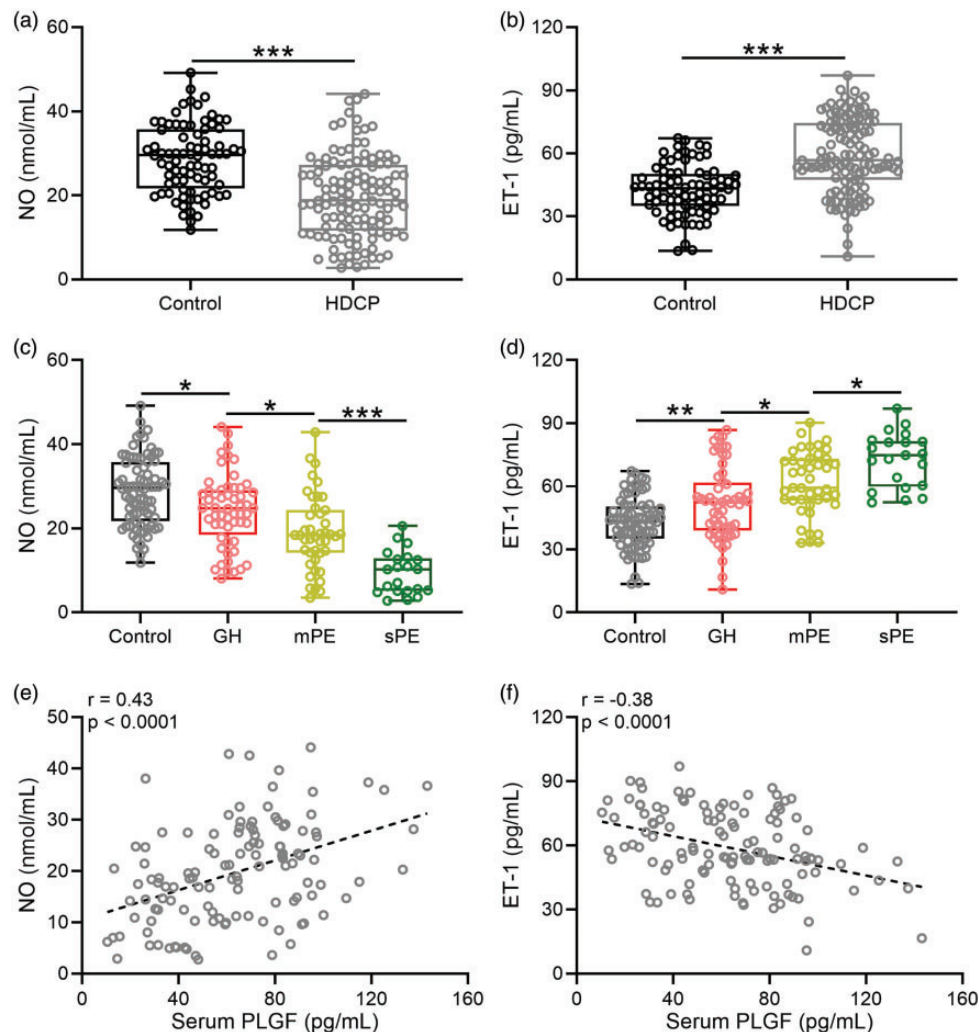 (a)
60
40
20
0
NO (nmol/mL)
***
Control HDCP
(b)
120
90
60
30
0
ET-1 (pg/mL)
***
Control HDCP
(c)
60
40
20
0
NO (nmol/mL)
* * ***
Control GH mPE sPE
(d)
120
90
60
30
0
ET-1 (pg/mL)
** * *
Control GH mPE sPE
(e)
r = 0.43
p < 0.0001
50
40
30
20
10
0
NO (nmol/mL)
0 40 80 120 160
Serum PLGF (pg/mL)
(f)
r = -0.38
p < 0.0001
120
90
60
30
0
ET-1 (pg/mL)
0 40 80 120 160
Serum PLGF (pg/mL)